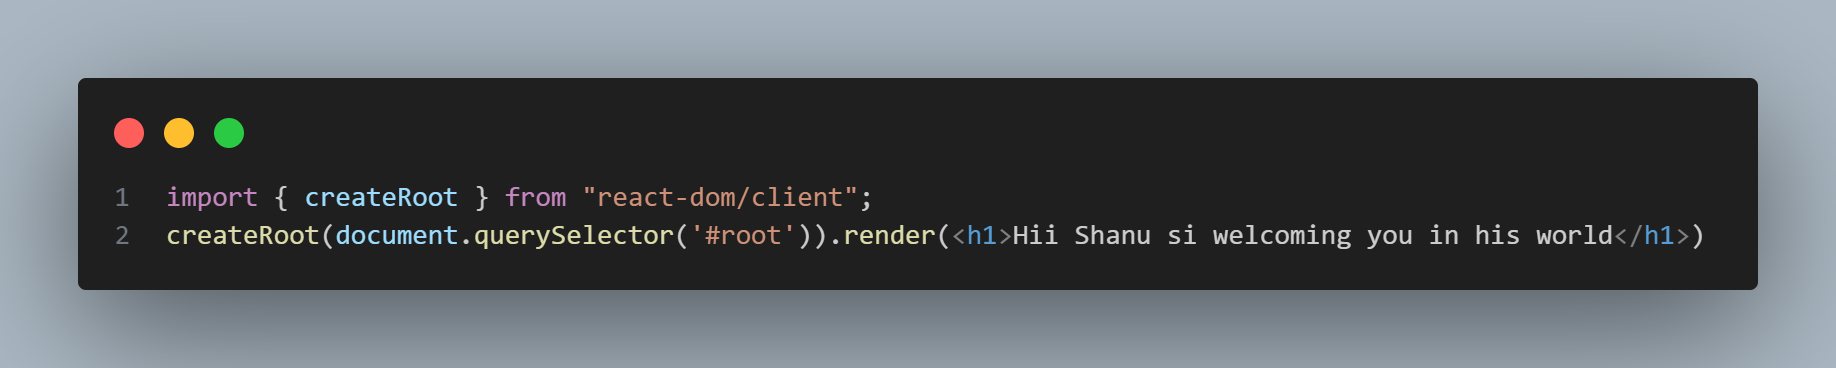 1 import { createRoot } from "react-dom/client";
2 createRoot(document.querySelector('#root')).render(<h1>Hii Shanu si welcoming you in his world</h1>)